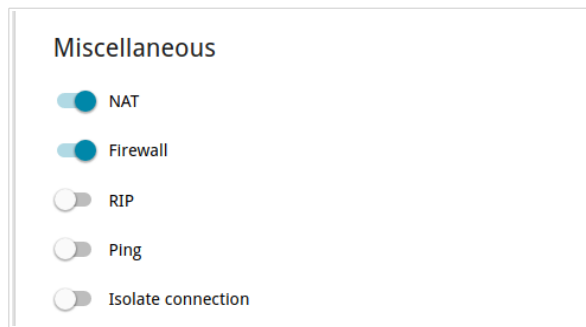 Miscellaneous
NAT
Firewall
RIP
Ping
Isolate connection